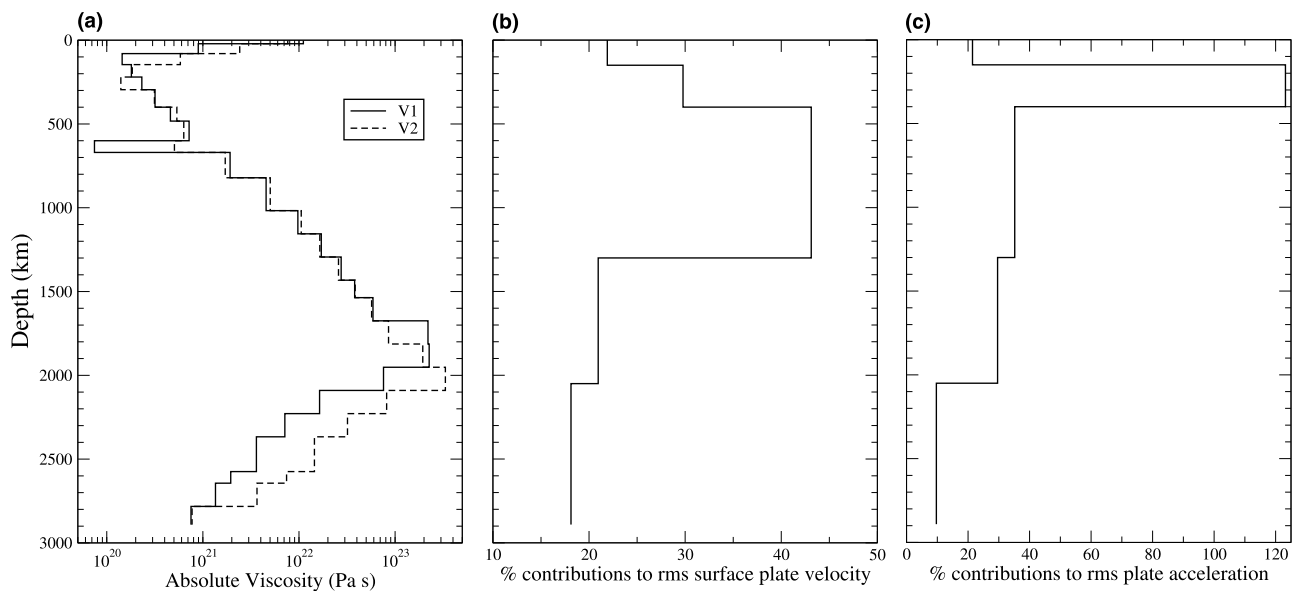 (a)
(b)
(c)
0
500
1000
1500
2000
2500
3000
Depth (km)
V1
V2
10^20
10^21
10^22
10^23
Absolute Viscosity (Pa s)
10
20
30
40
50
% contributions to rms surface plate velocity
0
20
40
60
80
100
120
% contributions to rms plate acceleration